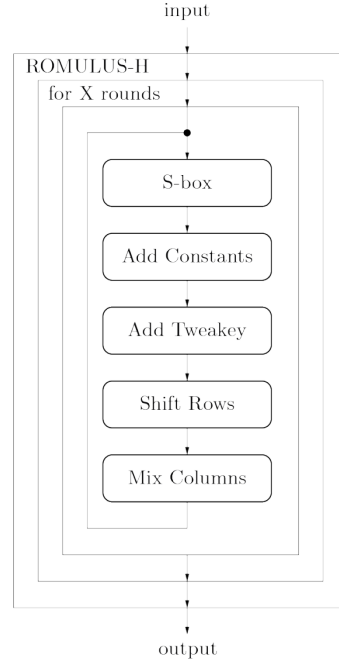 input
ROMULUS-H
for X rounds
S-box
Add Constants
Add Tweakey
Shift Rows
Mix Columns
output